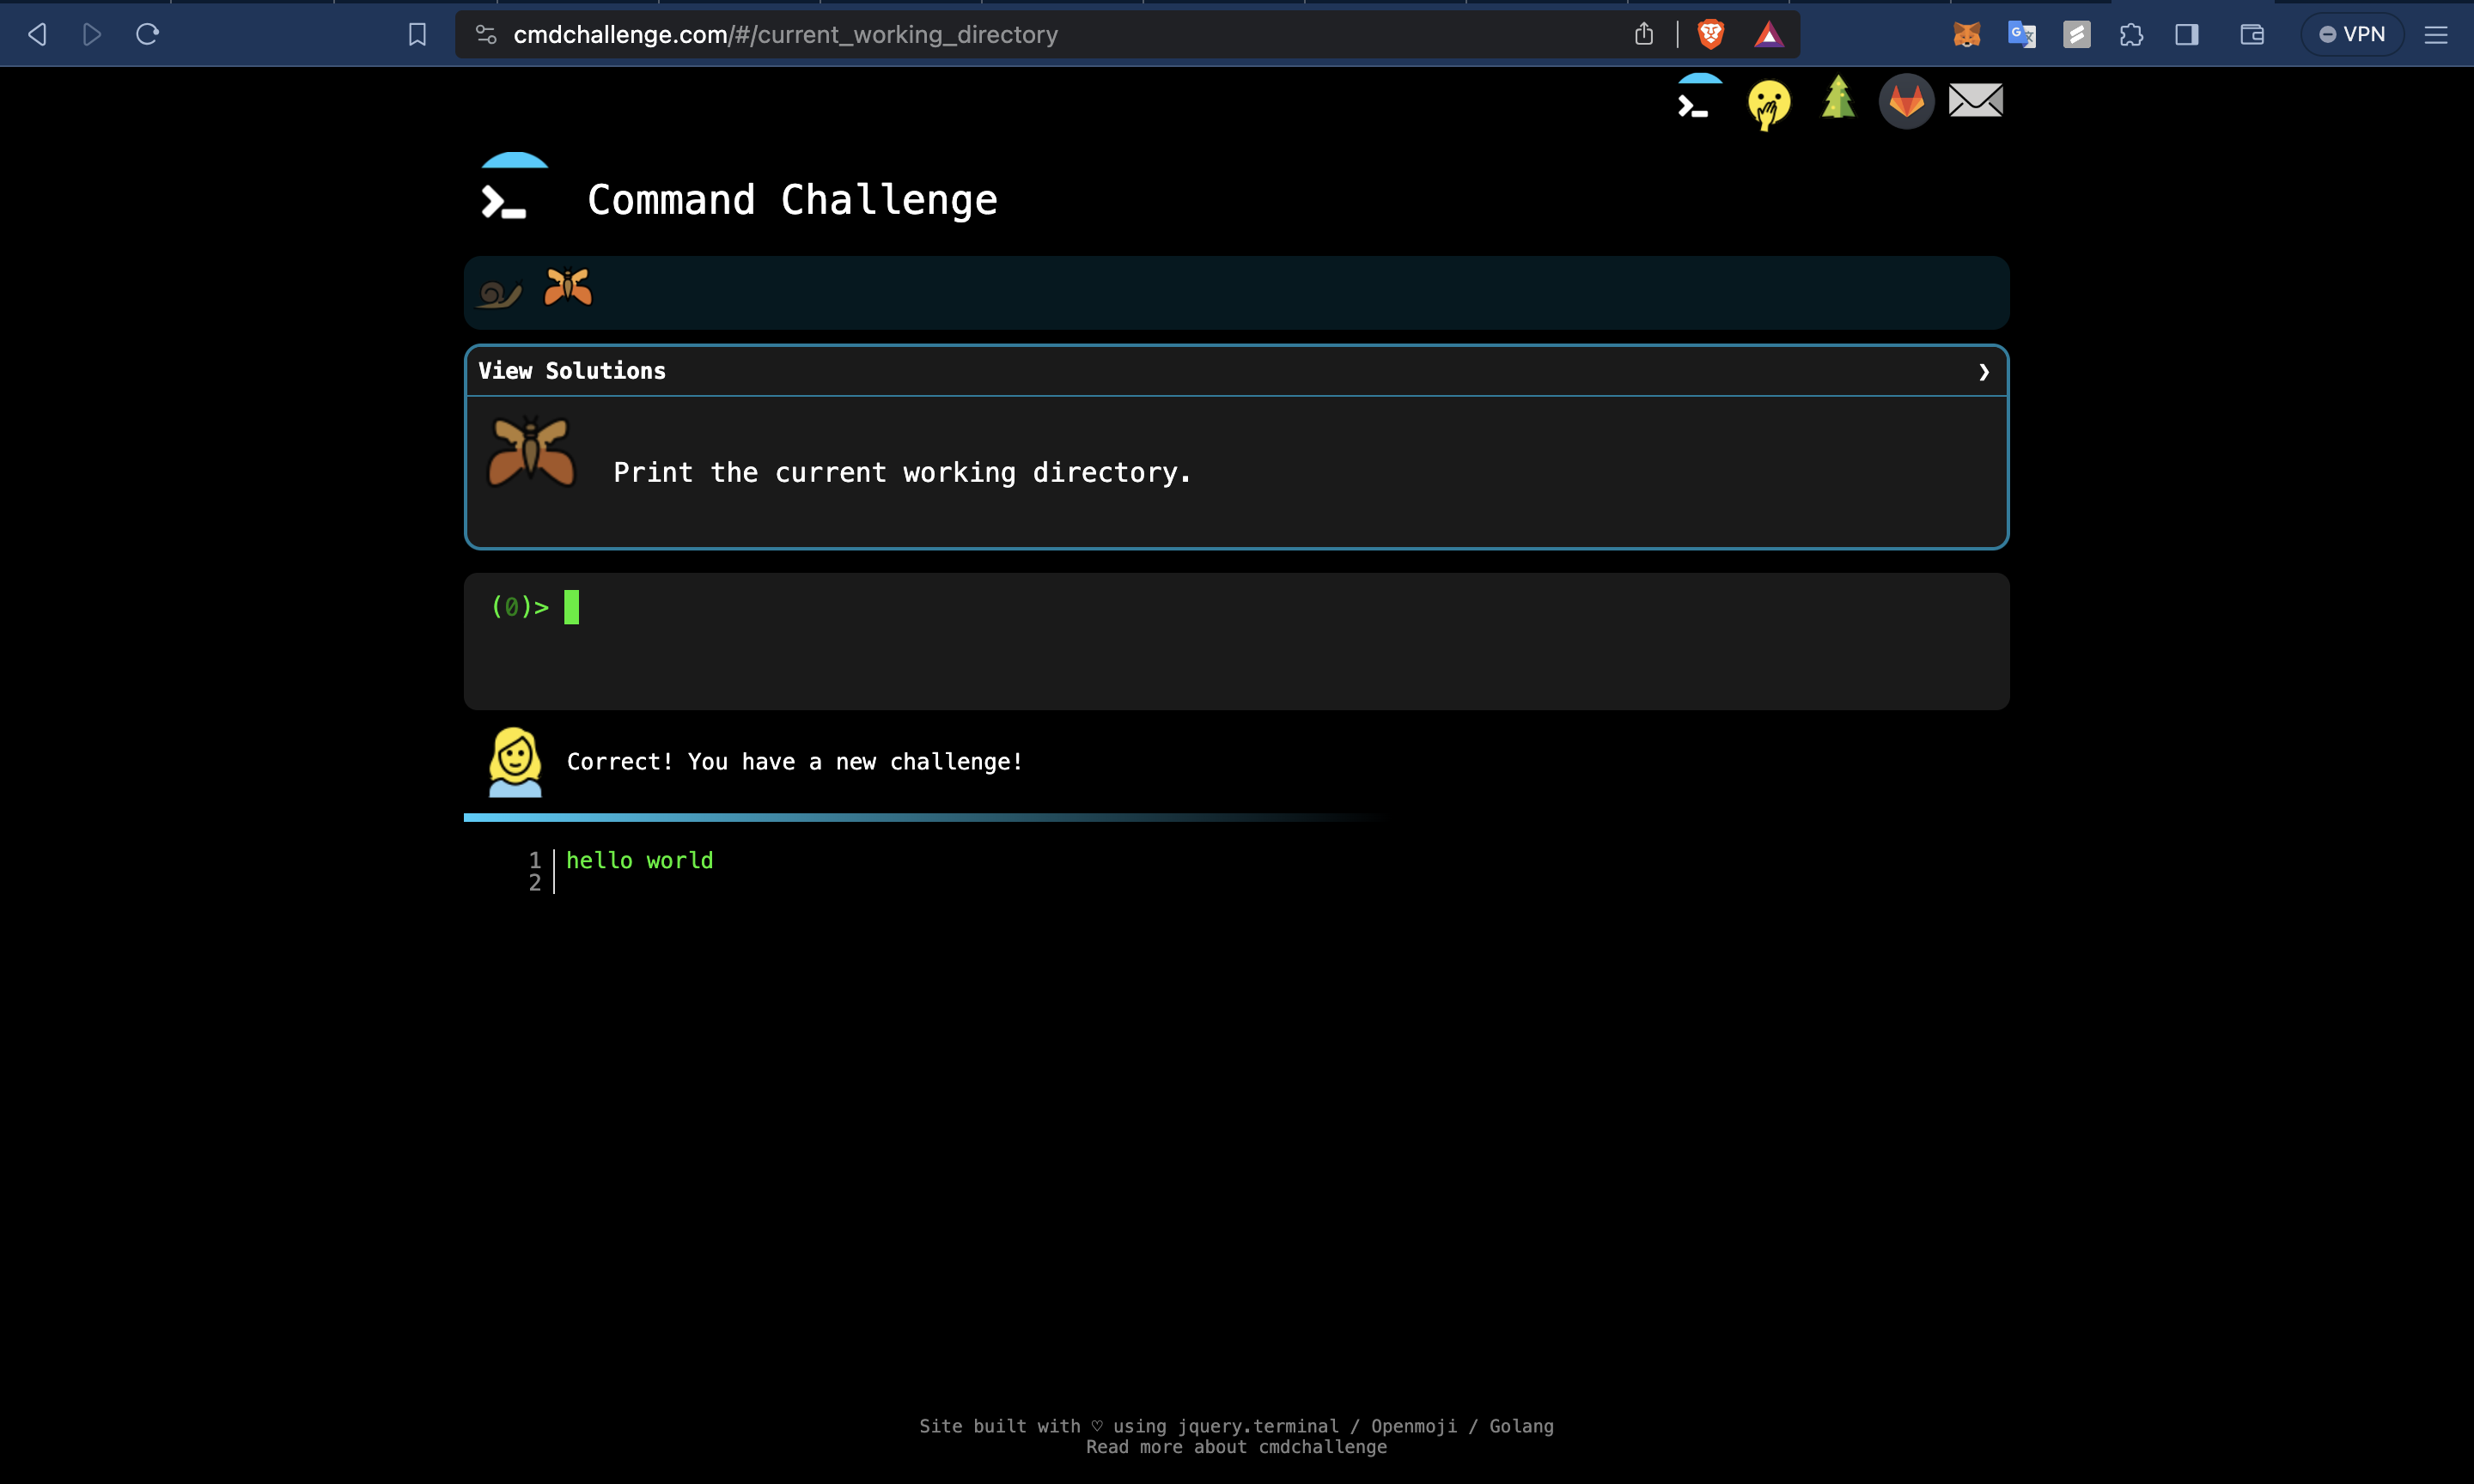 cmdchallenge.com/#/current_working_directory
VPN
Command Challenge
View Solutions
Print the current working directory.
(0)>
Correct! You have a new challenge!
1 hello world
2
Site built with ♡ using jquery.terminal / Openmoji / Golang
Read more about cmdchallenge